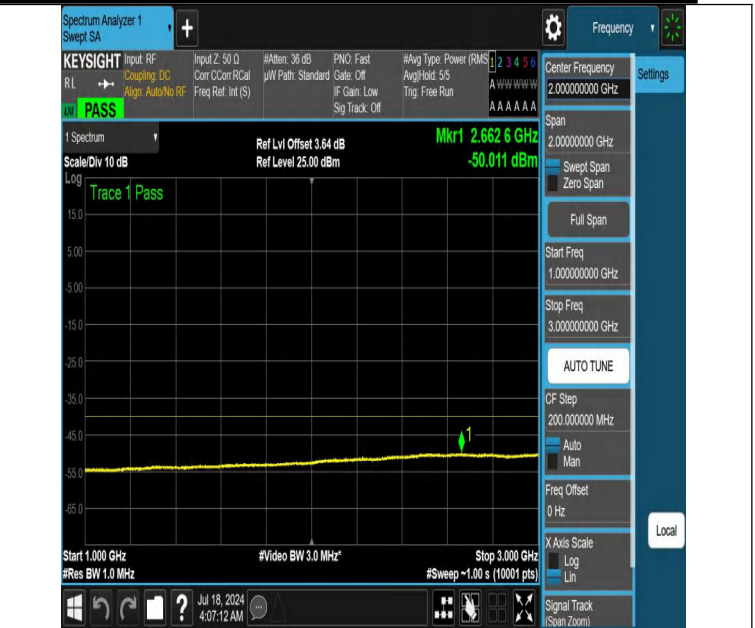 Spectrum Analyzer 1
Swept SA
+
Frequency
KEYSIGHT
RL
PASS
Input: RF
Coupling: DC
Align: Auto/No RF
Input Z: 50 Ω
Corr CCorr RCal
Freq Ref: Int (S)
#Atten: 36 dB
µW Path: Standard
PNO: Fast
Gate: Off
IF Gain: Low
Sig Track: Off
#Avg Type: Power (RMS
Avg|Hold: 5/5
Trig: Free Run
1 2 3 4 5 6
A W W W W W
A A A A A A
1 Spectrum
Scale/Div 10 dB
Ref Lvl Offset 3.64 dB
Ref Level 25.00 dBm
Mkr1 2.662 6 GHz
-50.011 dBm
Log
Trace 1 Pass
15.0
5.00
-5.00
-15.0
-25.0
-35.0
-45.0
-55.0
-65.0
1
Start 1.000 GHz
#Res BW 1.0 MHz
#Video BW 3.0 MHz*
Stop 3.000 GHz
#Sweep ~1.00 s (10001 pts)
Jul 18, 2024
4:07:12 AM
Center Frequency
2.000000000 GHz
Settings
Span
2.00000000 GHz
Swept Span
Zero Span
Full Span
Start Freq
1.000000000 GHz
Stop Freq
3.000000000 GHz
AUTO TUNE
CF Step
200.000000 MHz
Auto
Man
Freq Offset
0 Hz
X Axis Scale
Log
Lin
Local
Signal Track
(Span Zoom)